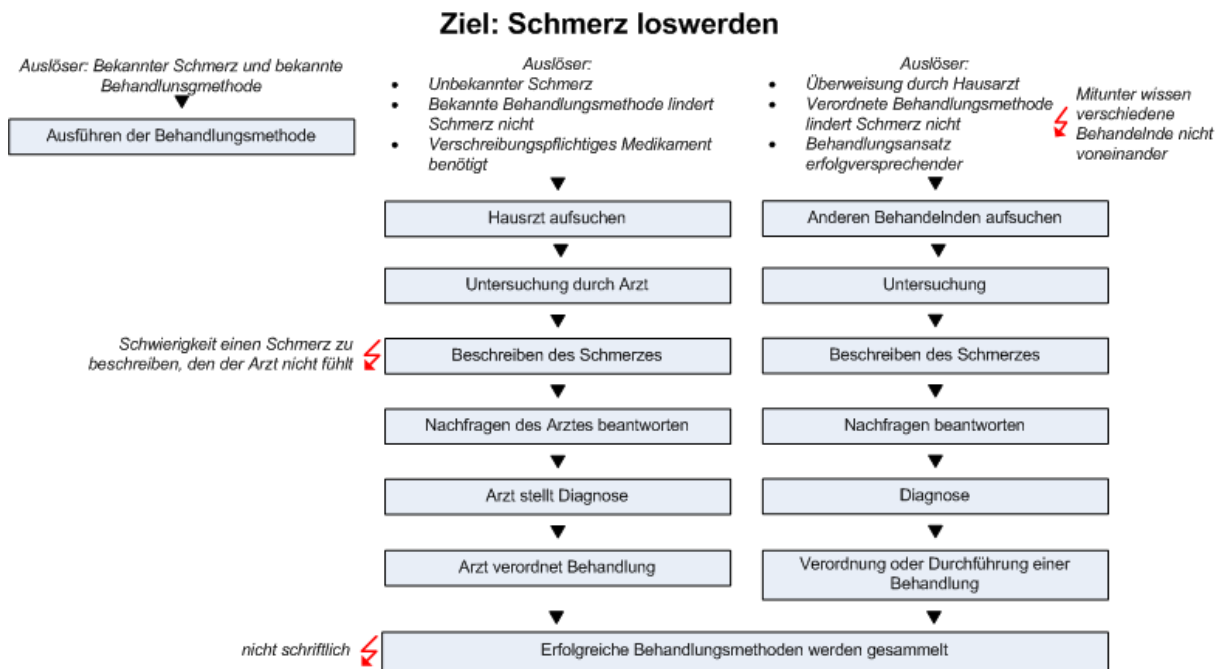 Ziel: Schmerz loswerden
Auslöser: Bekannter Schmerz und bekannte
Behandlunsgmethode
Ausführen der Behandlungsmethode
Auslöser:
• Unbekannter Schmerz
• Bekannte Behandlungsmethode lindert
Schmerz nicht
• Verschreibungspflichtiges Medikament
benötigt
Hausrzt aufsuchen
Untersuchung durch Arzt
Schwierigkeit einen Schmerz zu
beschreiben, den der Arzt nicht fühlt
Beschreiben des Schmerzes
Nachfragen des Arztes beantworten
Arzt stellt Diagnose
Arzt verordnet Behandlung
Auslöser:
• Überweisung durch Hausarzt
• Verordnete Behandlungsmethode
lindert Schmerz nicht
• Behandlungsansatz
erfolgversprechender
Mitunter wissen
verschiedene
Behandelnde nicht
voneinander
Anderen Behandelnden aufsuchen
Untersuchung
Beschreiben des Schmerzes
Nachfragen beantworten
Diagnose
Verordnung oder Durchführung einer
Behandlung
nicht schriftlich
Erfolgreiche Behandlungsmethoden werden gesammelt